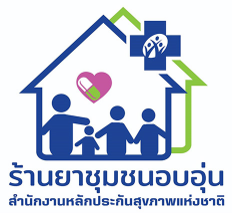 ร้านยาชุมชนอบอุ่น
สำนักงานหลักประกันสุขภาพแห่งชาติ